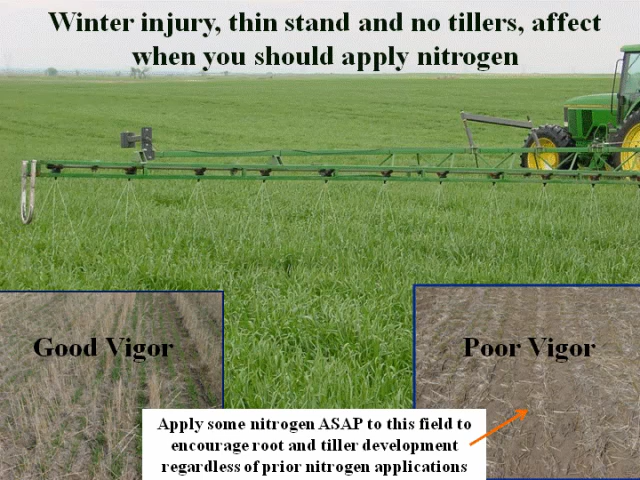 Winter injury, thin stand and no tillers, affect
when you should apply nitrogen
Good Vigor
Poor Vigor
Apply some nitrogen ASAP to this field to
encourage root and tiller development
regardless of prior nitrogen applications